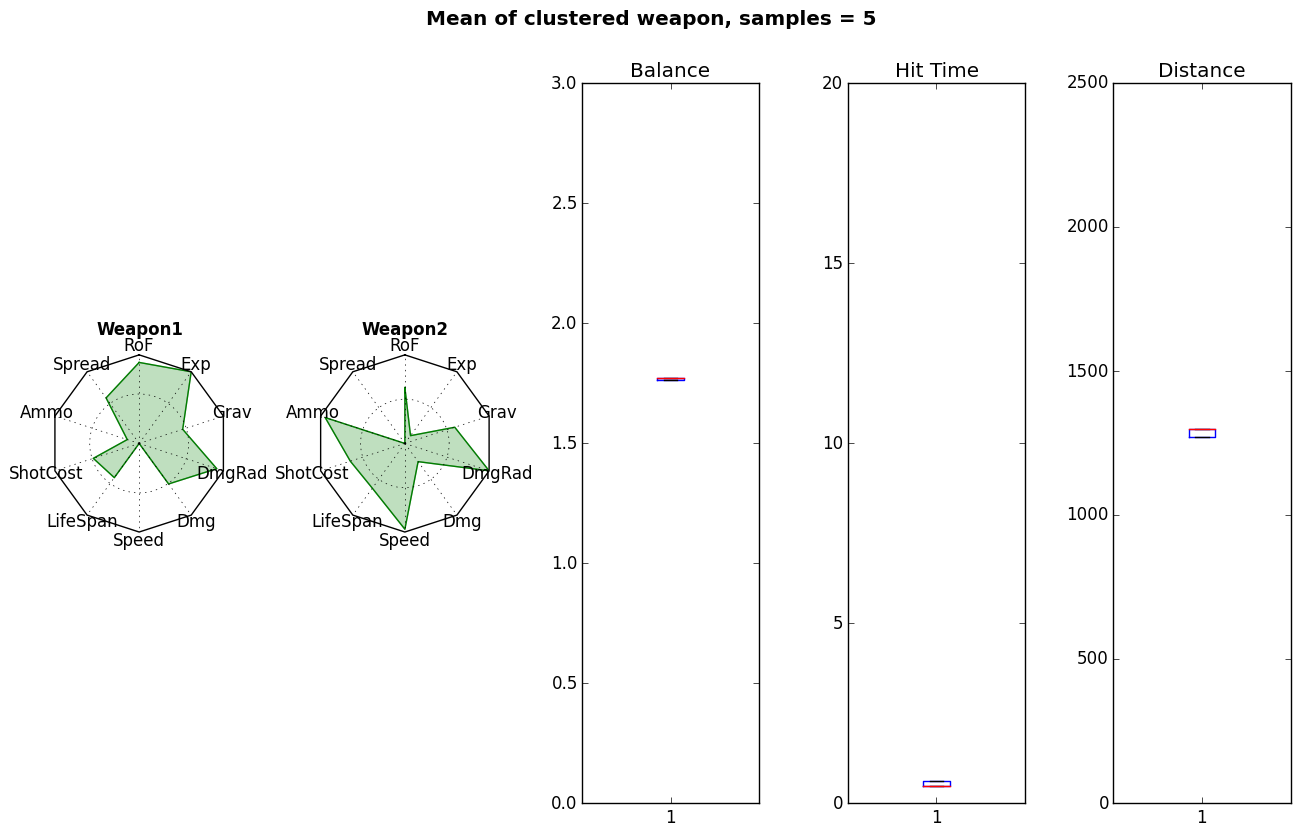 Mean of clustered weapon, samples = 5
Weapon1
RoF
Exp
Spread
Grav
Ammo
DmgRad
ShotCost
Dmg
LifeSpan
Speed
Weapon2
RoF
Exp
Spread
Grav
Ammo
DmgRad
ShotCost
Dmg
LifeSpan
Speed
Balance
3.0
2.5
2.0
1.5
1.0
0.5
0.0
1
Hit Time
20
15
10
5
0
1
Distance
2500
2000
1500
1000
500
0
1